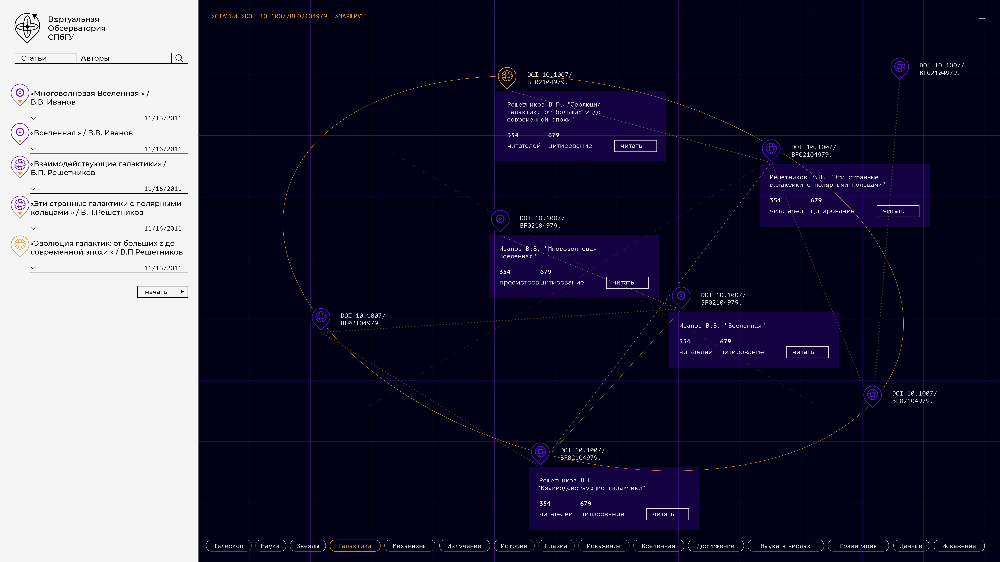 Вɜртуальная
Обсерватория
СПбГУ
Статьи
Авторы
«Многоволновая Вселенная » /
В.В. Иванов
11/16/2011
«Вселенная » / В.В. Иванов
11/16/2011
«Взаимодействующие галактики» /
В.П. Решетников
11/16/2011
«Эти странные галактики с полярными
кольцами » / В.П.Решетников
11/16/2011
«Эволюция галактик: от больших z до
современной эпохи » / В.П.Решетников
11/16/2011
начать
>СТАТЬИ >DOI 10.1007/BF02104979. >МАРШРУТ
DOI 10.1007/
BF02104979.
DOI 10.1007/
BF02104979.
Решетников В.П. "Эволюция
галактик: от больших z до
современной эпохи"
354 679
читателей цитирование
читать
DOI 10.1007/
BF02104979.
Решетников В.П. "Эти странные
галактики с полярными кольцами"
354 679
читателей цитирование
читать
DOI 10.1007/
BF02104979.
Иванов В.В. "Многоволновая
Вселенная"
354 679
просмотров цитирование
читать
DOI 10.1007/
BF02104979.
Иванов В.В. "Вселенная"
354 679
читателей цитирование
читать
DOI 10.1007/
BF02104979.
DOI 10.1007/
BF02104979.
DOI 10.1007/
BF02104979.
Решетников В.П.
"Взаимодействующие галактики"
354 679
читателей цитирование
читать
Телескоп Наука Звезды Галактика Механизмы Излучение История Плазма Искажение Вселенная Достижение Наука в числах Гравитация Данные Искажение